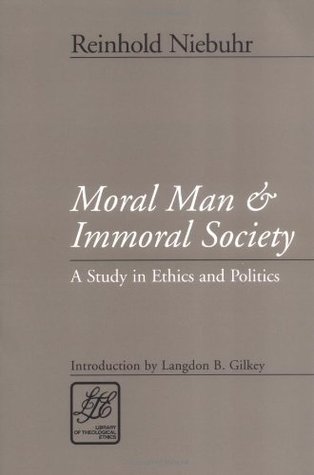 Reinhold Niebuhr
Moral Man &
Immoral Society
A Study in Ethics and Politics
Introduction by Langdon B. Gilkey
LTE
LIBRARY
OF THEOLOGICAL
ETHICS